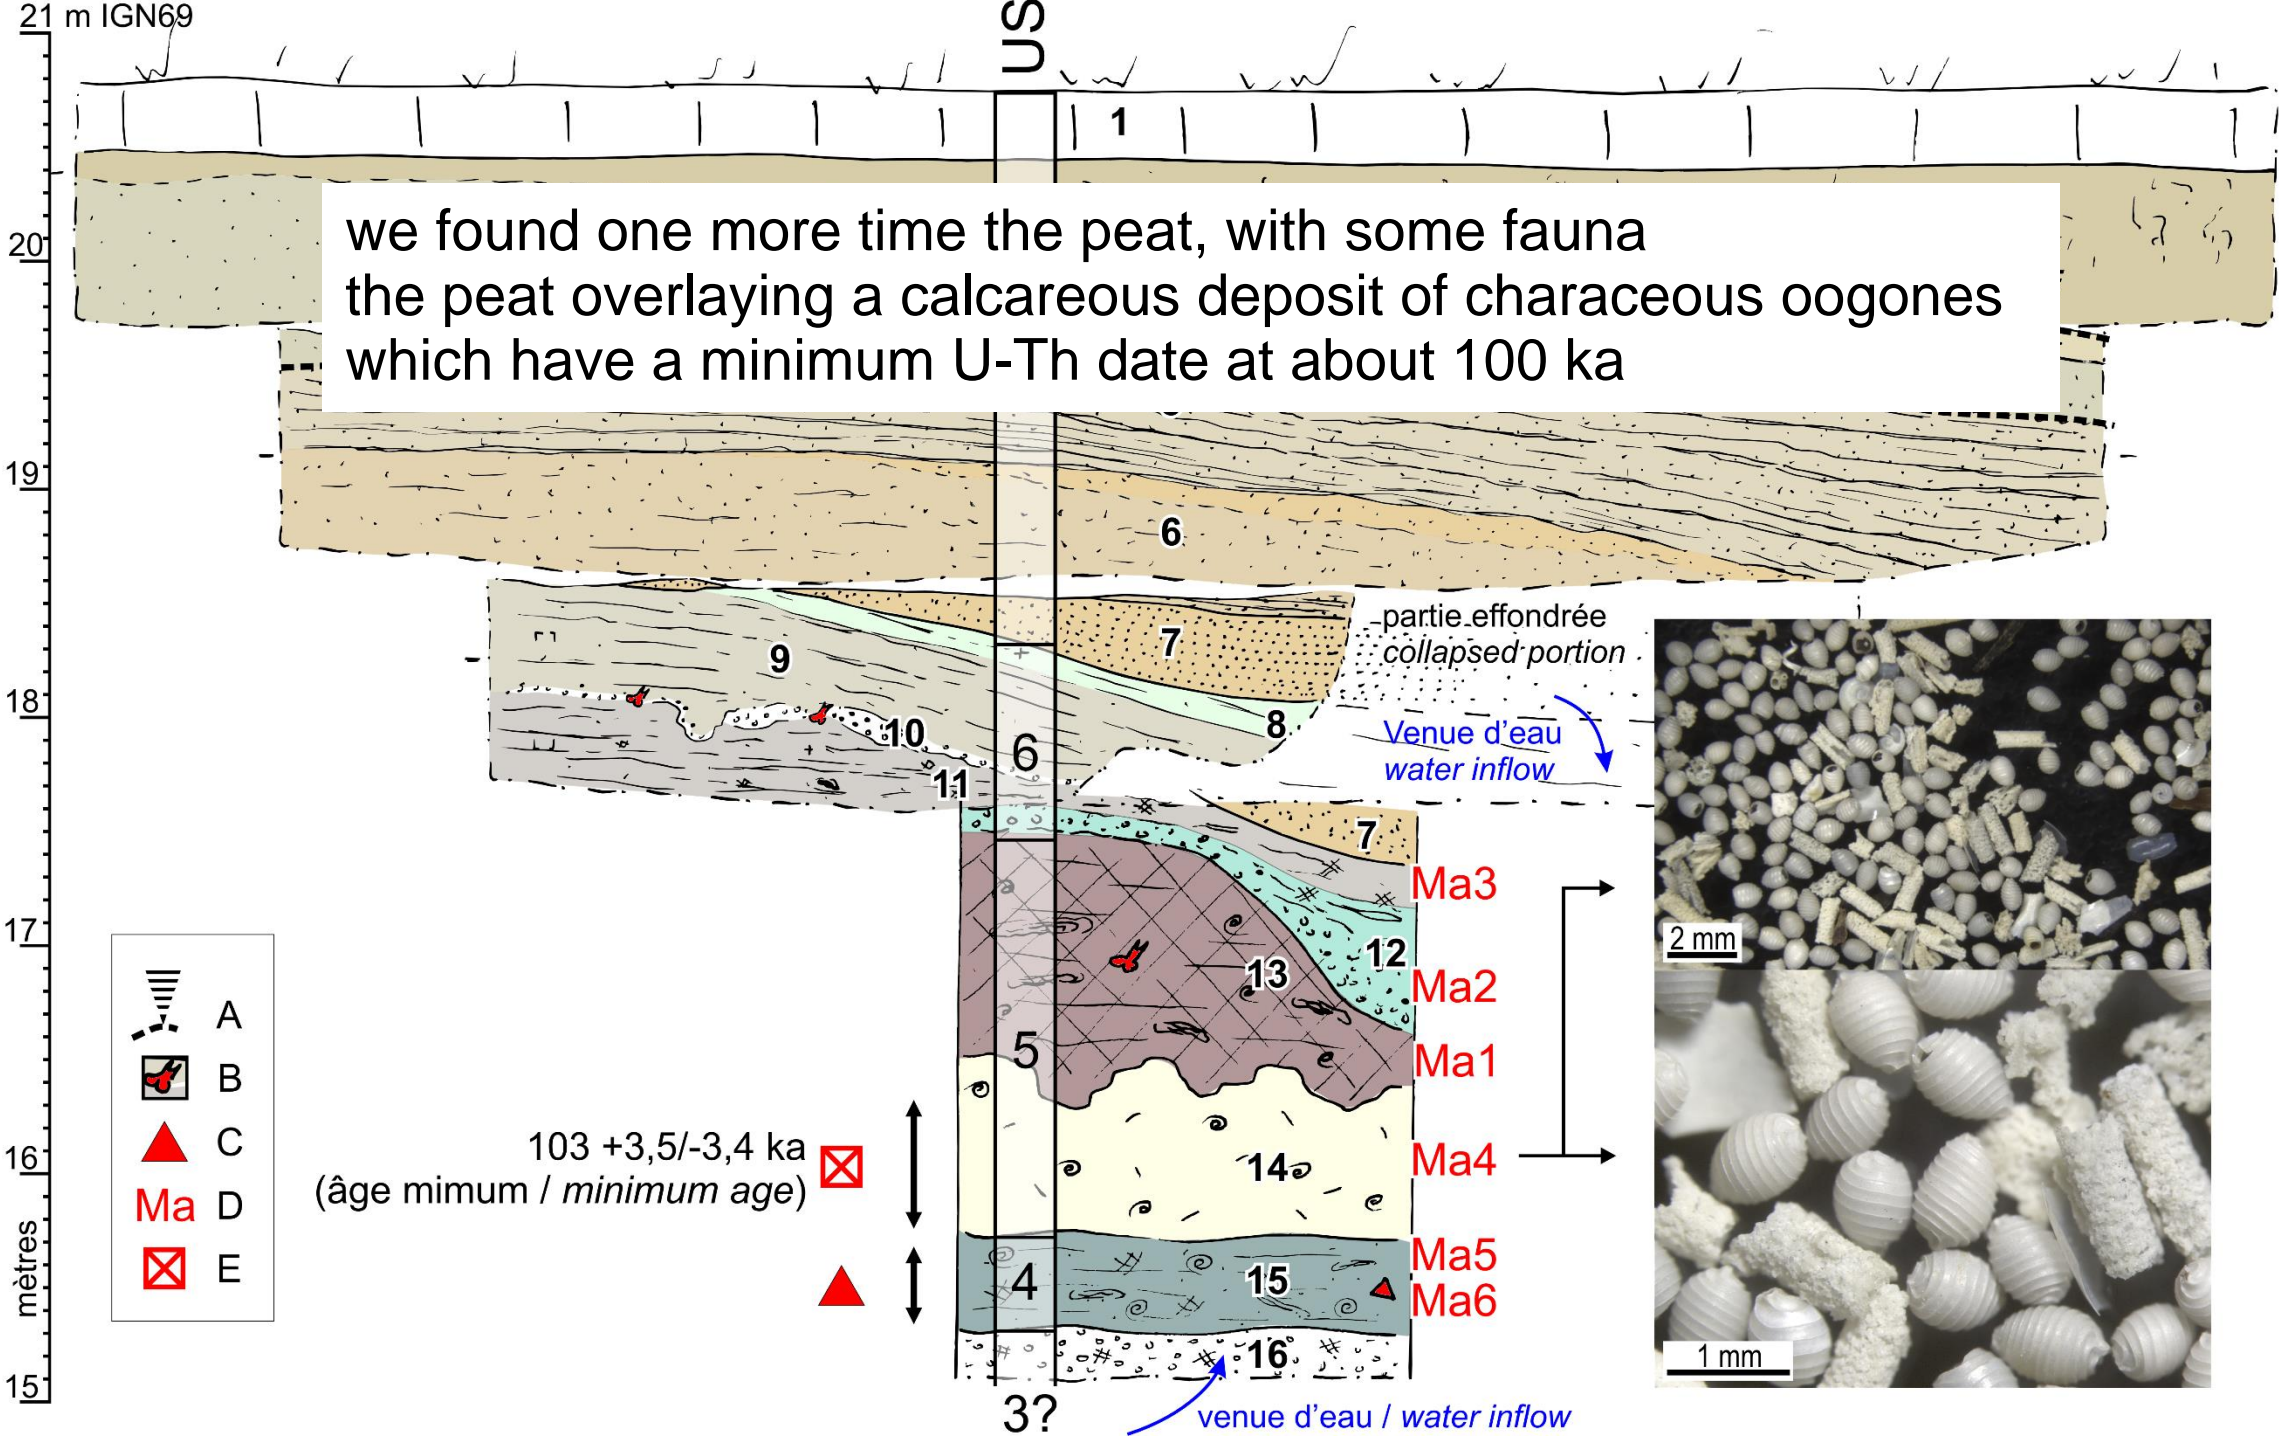 21 m IGN69
US
1
we found one more time the peat, with some fauna
the peat overlaying a calcareous deposit of characeous oogones
which have a minimum U-Th date at about 100 ka
20
19
6
partie effondrée
collapsed portion
7
9
18
8
Venue d'eau
water inflow
10
6
11
7
Ma3
17
2 mm
12
13
Ma2
A
5
Ma1
B
103 +3,5/-3,4 ka
(âge mimum / minimum age)
C
16
14
Ma4
Ma D
Ma5
E
4
15
Ma6
mètres
16
1 mm
15
3?
venue d'eau / water inflow